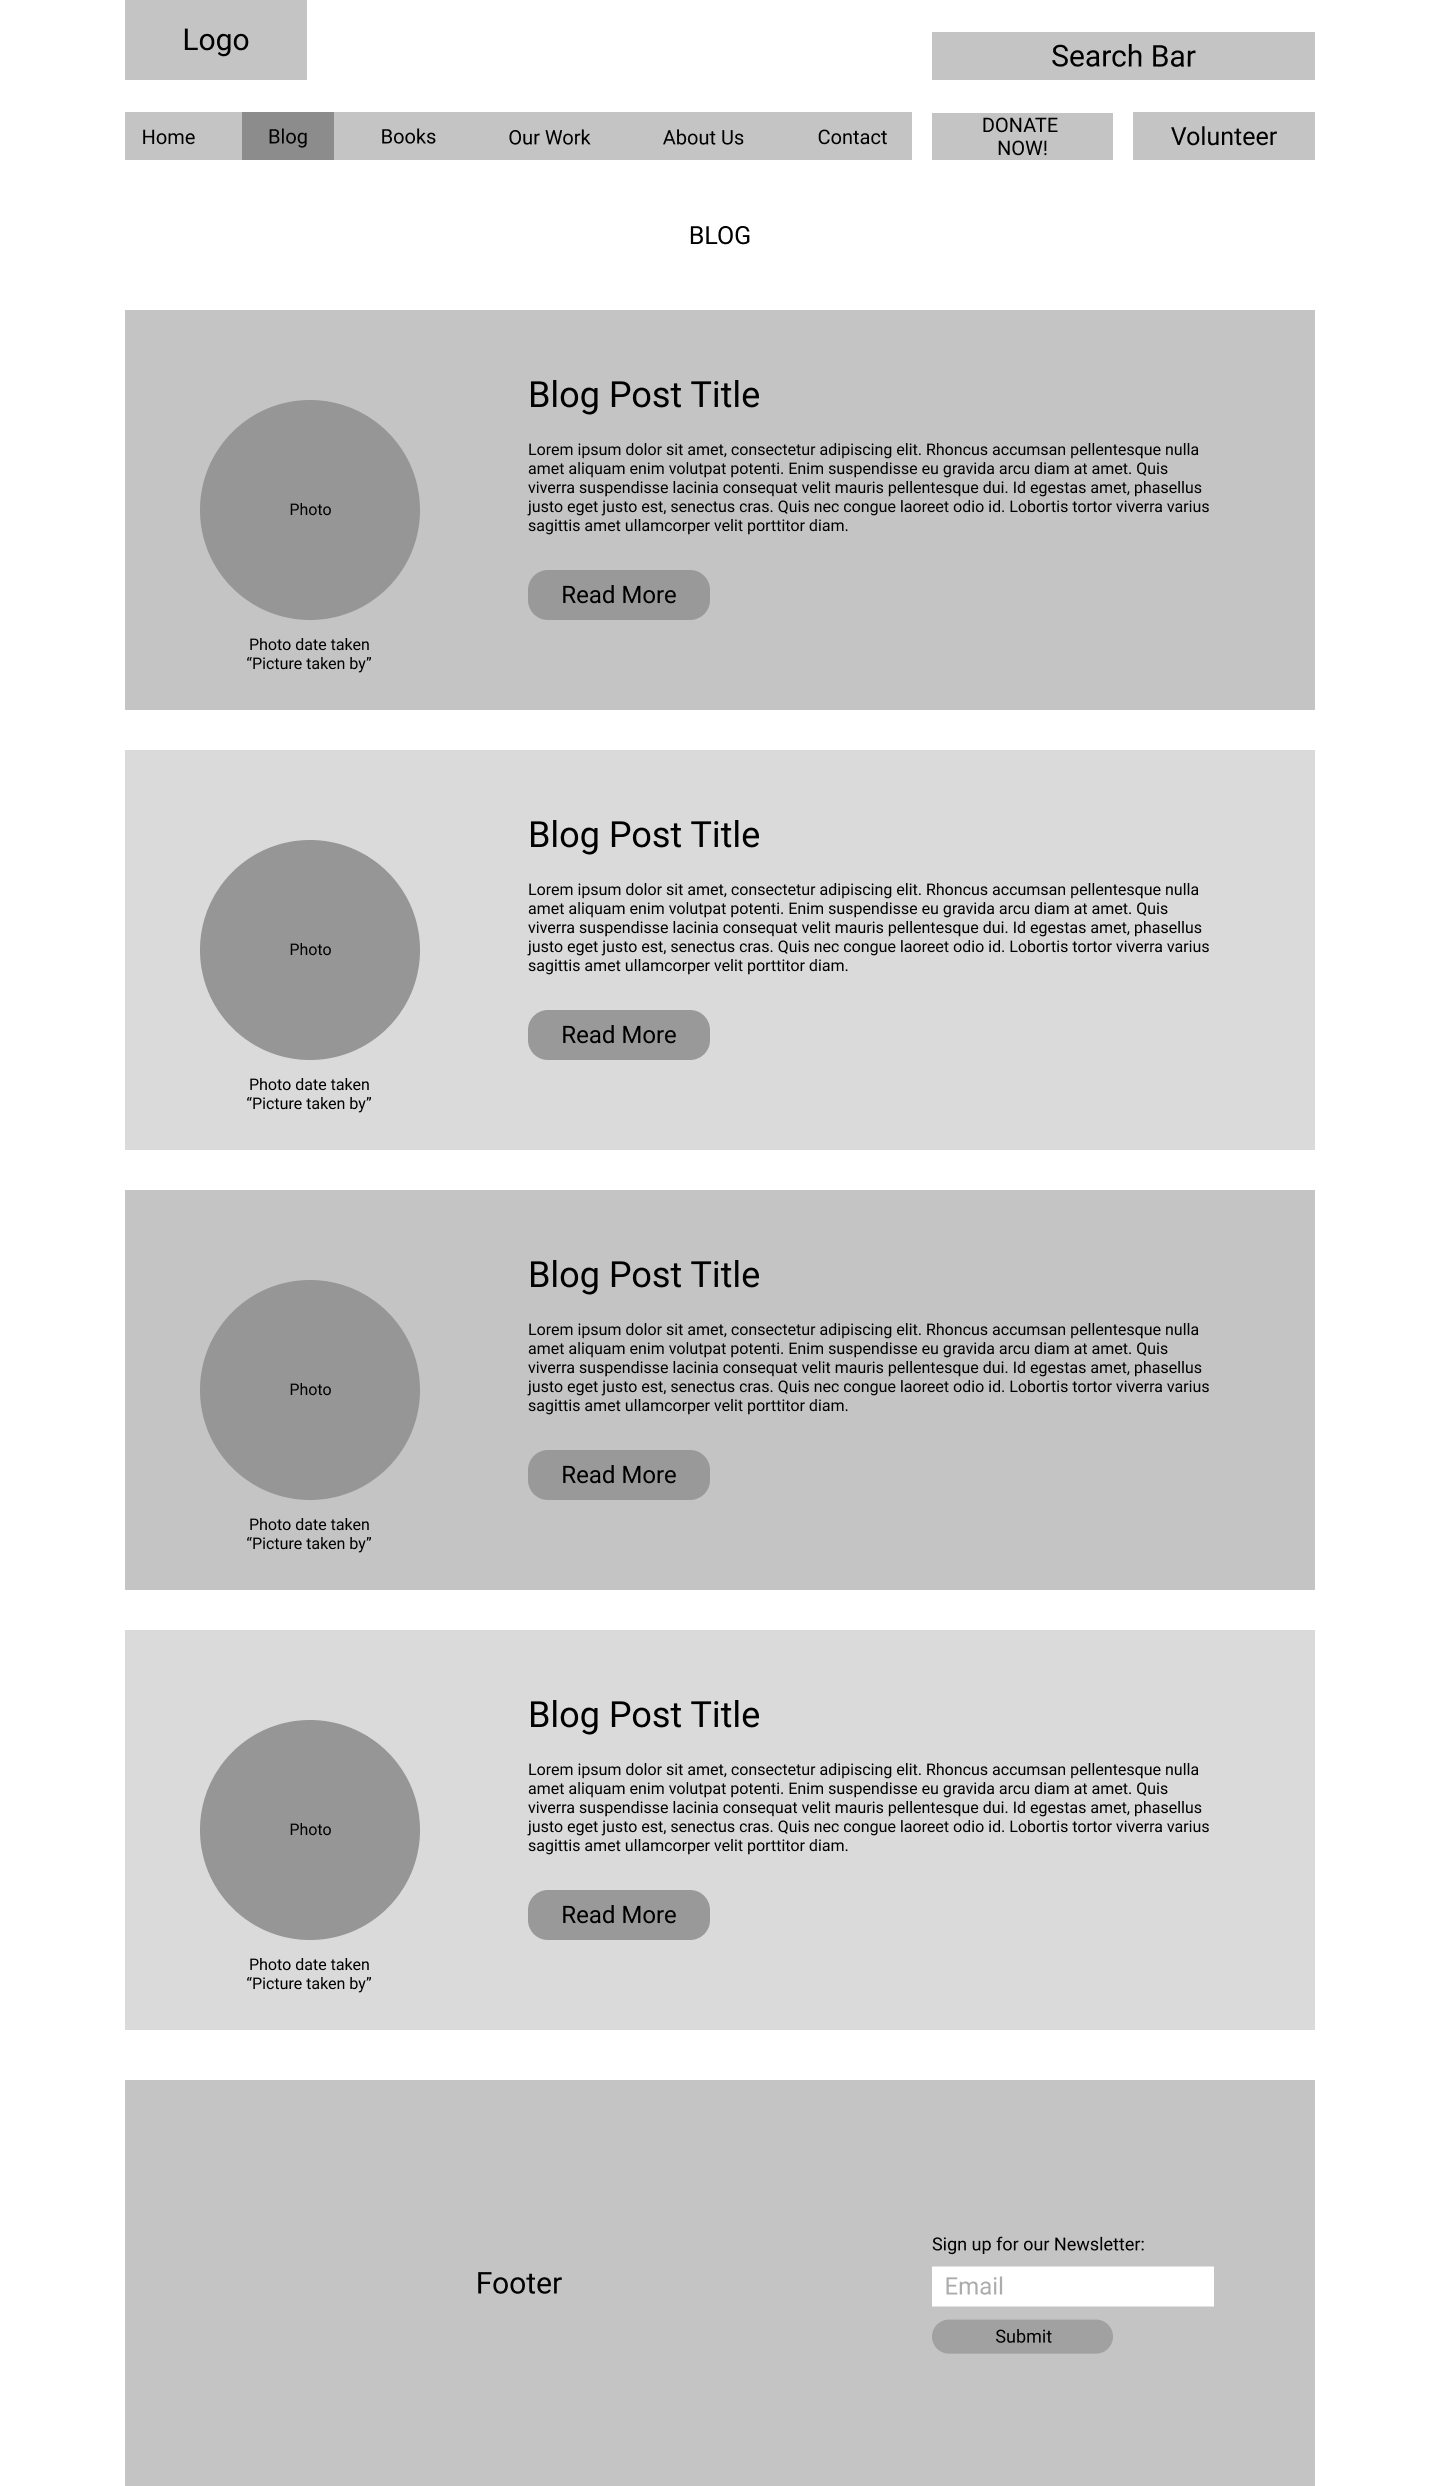 Logo
Search Bar
Home
Blog
Books
Our Work
About Us
Contact
DONATE
NOW!
Volunteer
BLOG
Blog Post Title
Lorem ipsum dolor sit amet, consectetur adipiscing elit. Rhoncus accumsan pellentesque nulla
amet aliquam enim volutpat potenti. Enim suspendisse eu gravida arcu diam at amet. Quis
viverra suspendisse lacinia consequat velit mauris pellentesque dui. Id egestas amet, phasellus
justo eget justo est, senectus cras. Quis nec congue laoreet odio id. Lobortis tortor viverra varius
sagittis amet ullamcorper velit porttitor diam.
Photo
Read More
Photo date taken
“Picture taken by”
Blog Post Title
Lorem ipsum dolor sit amet, consectetur adipiscing elit. Rhoncus accumsan pellentesque nulla
amet aliquam enim volutpat potenti. Enim suspendisse eu gravida arcu diam at amet. Quis
viverra suspendisse lacinia consequat velit mauris pellentesque dui. Id egestas amet, phasellus
justo eget justo est, senectus cras. Quis nec congue laoreet odio id. Lobortis tortor viverra varius
sagittis amet ullamcorper velit porttitor diam.
Photo
Read More
Photo date taken
“Picture taken by”
Blog Post Title
Lorem ipsum dolor sit amet, consectetur adipiscing elit. Rhoncus accumsan pellentesque nulla
amet aliquam enim volutpat potenti. Enim suspendisse eu gravida arcu diam at amet. Quis
viverra suspendisse lacinia consequat velit mauris pellentesque dui. Id egestas amet, phasellus
justo eget justo est, senectus cras. Quis nec congue laoreet odio id. Lobortis tortor viverra varius
sagittis amet ullamcorper velit porttitor diam.
Photo
Read More
Photo date taken
“Picture taken by”
Blog Post Title
Lorem ipsum dolor sit amet, consectetur adipiscing elit. Rhoncus accumsan pellentesque nulla
amet aliquam enim volutpat potenti. Enim suspendisse eu gravida arcu diam at amet. Quis
viverra suspendisse lacinia consequat velit mauris pellentesque dui. Id egestas amet, phasellus
justo eget justo est, senectus cras. Quis nec congue laoreet odio id. Lobortis tortor viverra varius
sagittis amet ullamcorper velit porttitor diam.
Photo
Read More
Photo date taken
“Picture taken by”
Footer
Sign up for our Newsletter:
Email
Submit